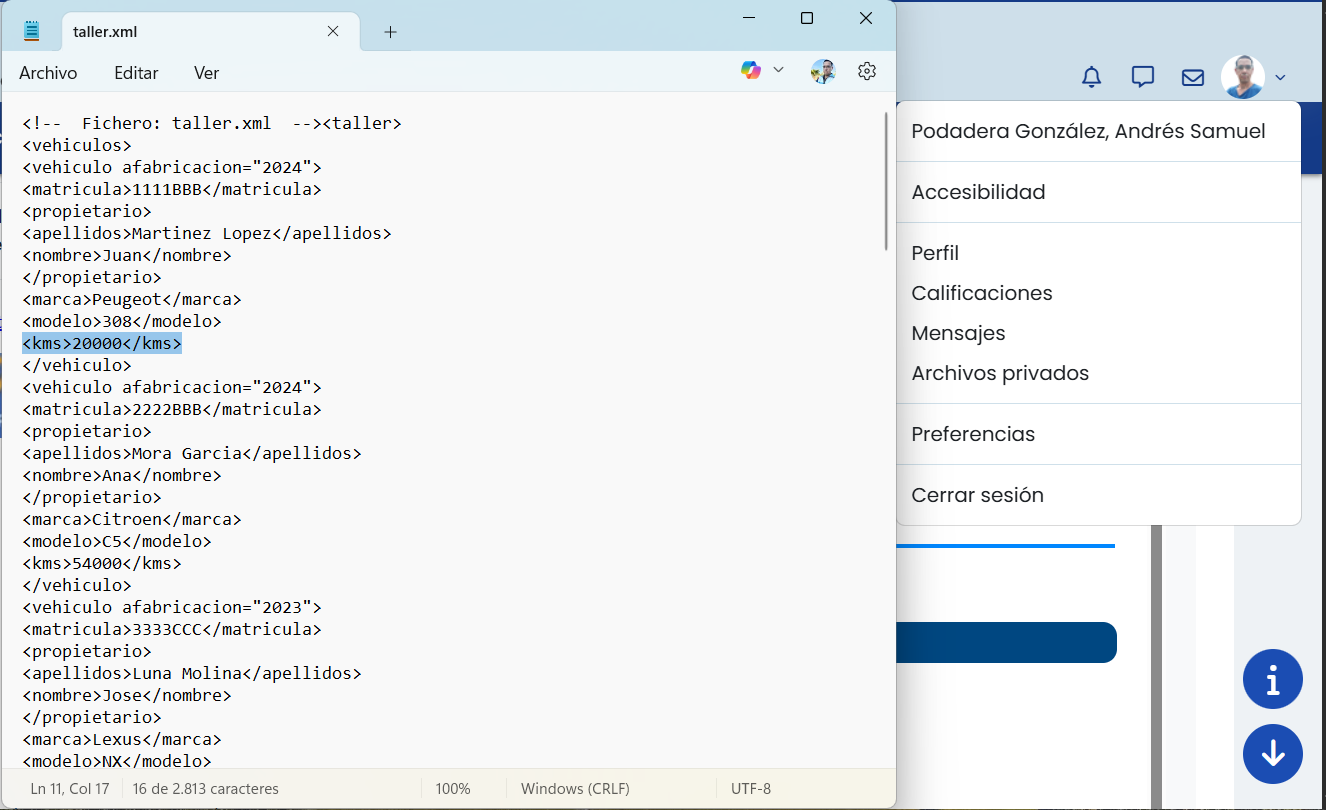 taller.xml
Archivo Editar Ver
<!--  Fichero: taller.xml  --><taller>
<vehiculos>
<vehiculo afabricacion="2024">
<matricula>1111BBB</matricula>
<propietario>
<apellidos>Martinez Lopez</apellidos>
<nombre>Juan</nombre>
</propietario>
<marca>Peugeot</marca>
<modelo>308</modelo>
<kms>20000</kms>
</vehiculo>
<vehiculo afabricacion="2024">
<matricula>2222BBB</matricula>
<propietario>
<apellidos>Mora Garcia</apellidos>
<nombre>Ana</nombre>
</propietario>
<marca>Citroen</marca>
<modelo>C5</modelo>
<kms>54000</kms>
</vehiculo>
<vehiculo afabricacion="2023">
<matricula>3333CCC</matricula>
<propietario>
<apellidos>Luna Molina</apellidos>
<nombre>Jose</nombre>
</propietario>
<marca>Lexus</marca>
<modelo>NX</modelo>
Ln 11, Col 17 16 de 2.813 caracteres 100% Windows (CRLF) UTF-8
Podadera González, Andrés Samuel
Accesibilidad
Perfil
Calificaciones
Mensajes
Archivos privados
Preferencias
Cerrar sesión